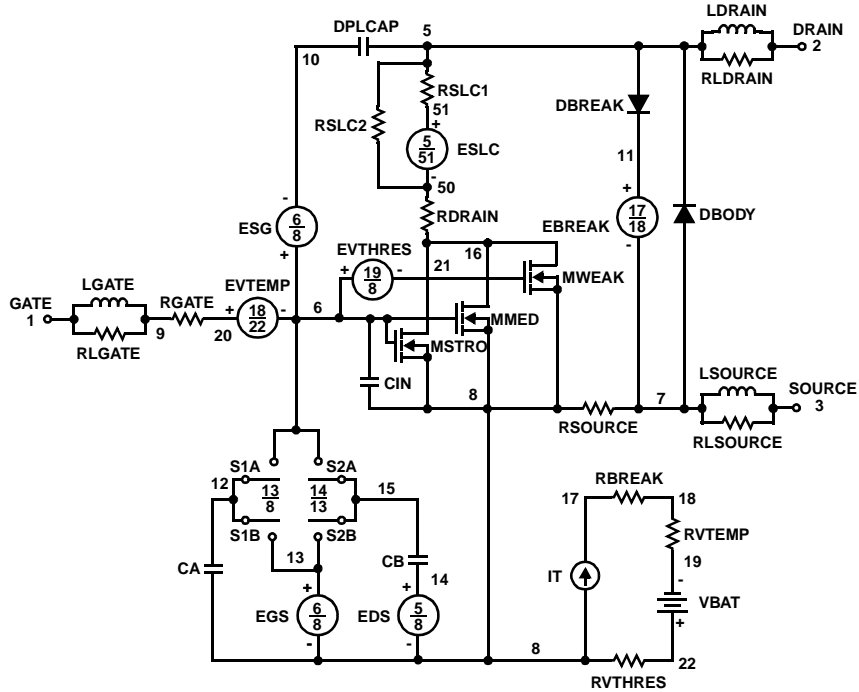 LDRAIN
DPLCAP 5 DRAIN
10 2
RSLC1 RLDRAIN
51 DBREAK
RSLC2 +
5
51
ESLC
11
-
50
- +
ESG 6
8
RDRAIN EBREAK 17
18
DBODY
+ EVTHRES 16 -
+ 19
8
- 21 MWEAK
LGATE EVTEMP
GATE RGATE + 18
22
- 6
1 9 20 MMED
RLGATE MSTRO
LSOURCE
CIN 8 7 SOURCE
3
RSOURCE RLSOURCE
S1A S2A
12 13
8
14
13
15 RBREAK
17 18
S1B S2B
13 RVTEMP
CA CB 19
14 IT -
+ + VBAT
EGS 6
8
EDS 5
8
+
- - 8 22
RVTHRES